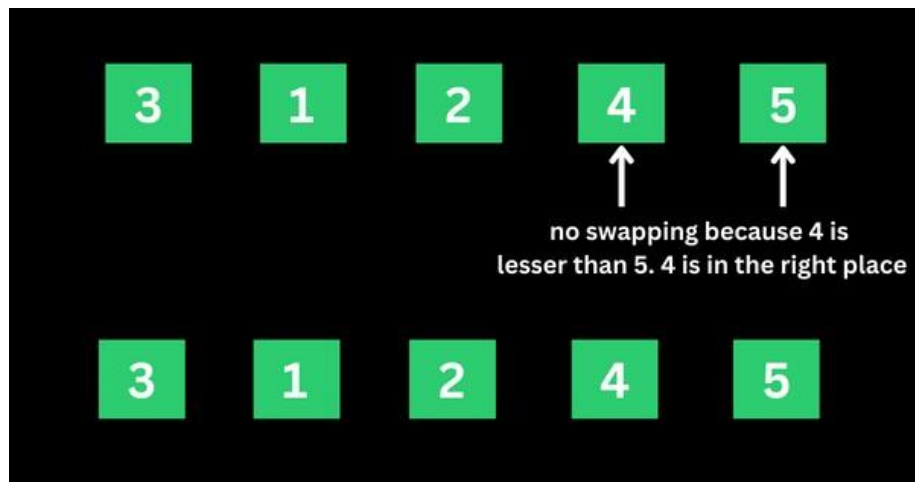 3 1 2 4 5
no swapping because 4 is
lesser than 5. 4 is in the right place
3 1 2 4 5